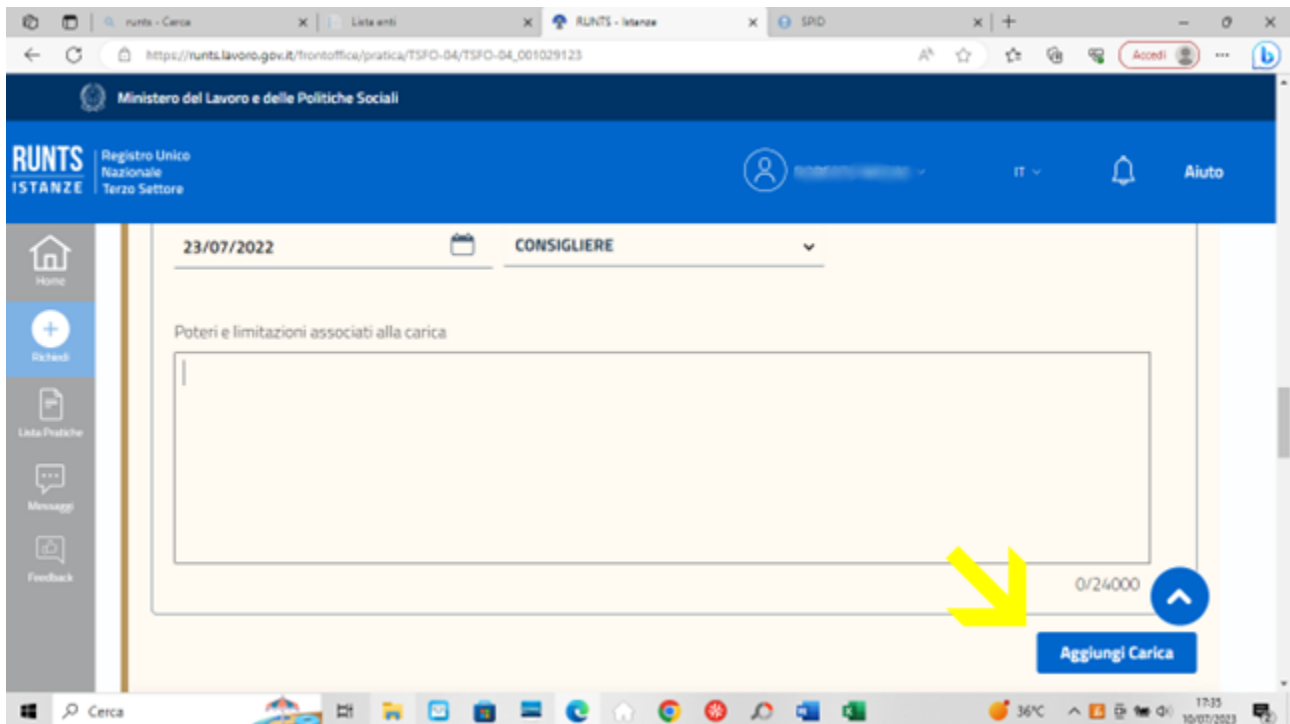 runts - Cerca
Lista enti
RUNTS - Istanze
SPID
https://runts.lavoro.gov.it/frontoffice/pratica/TSFO-04/TSFO-04_001029123
Accedi
Ministero del Lavoro e delle Politiche Sociali
RUNTS
ISTANZE
Registro Unico
Nazionale
Terzo Settore
IT
Aiuto
Home
Richiedi
Lista Pratiche
Messaggi
Feedback
23/07/2022
CONSIGLIERE
Poteri e limitazioni associati alla carica
0/24000
Aggiungi Carica
Cerca
36°C
17:35
10/07/2023